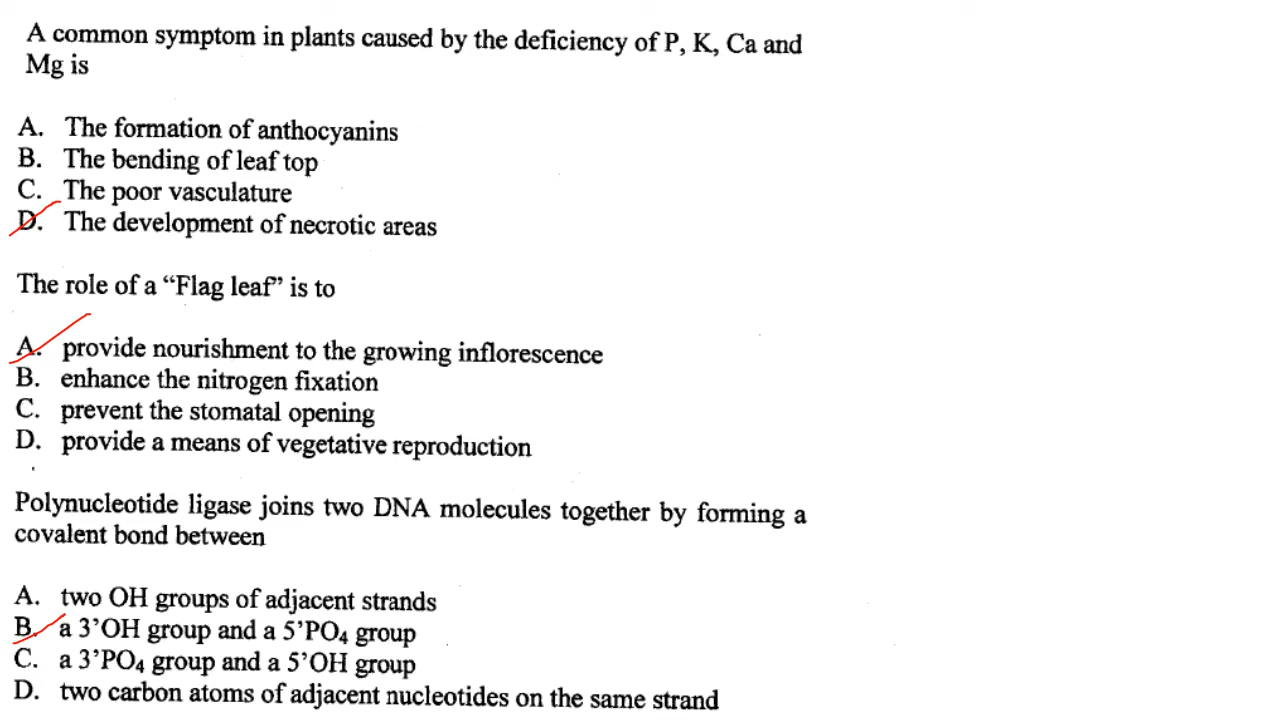 A common symptom in plants caused by the deficiency of P, K, Ca and
Mg is
A. The formation of anthocyanins
B. The bending of leaf top
C. The poor vasculature
D. The development of necrotic areas
The role of a “Flag leaf” is to
A. provide nourishment to the growing inflorescence
B. enhance the nitrogen fixation
C. prevent the stomatal opening
D. provide a means of vegetative reproduction
Polynucleotide ligase joins two DNA molecules together by forming a
covalent bond between
A. two OH groups of adjacent strands
B. a 3’OH group and a 5’PO₄ group
C. a 3’PO₄ group and a 5’OH group
D. two carbon atoms of adjacent nucleotides on the same strand